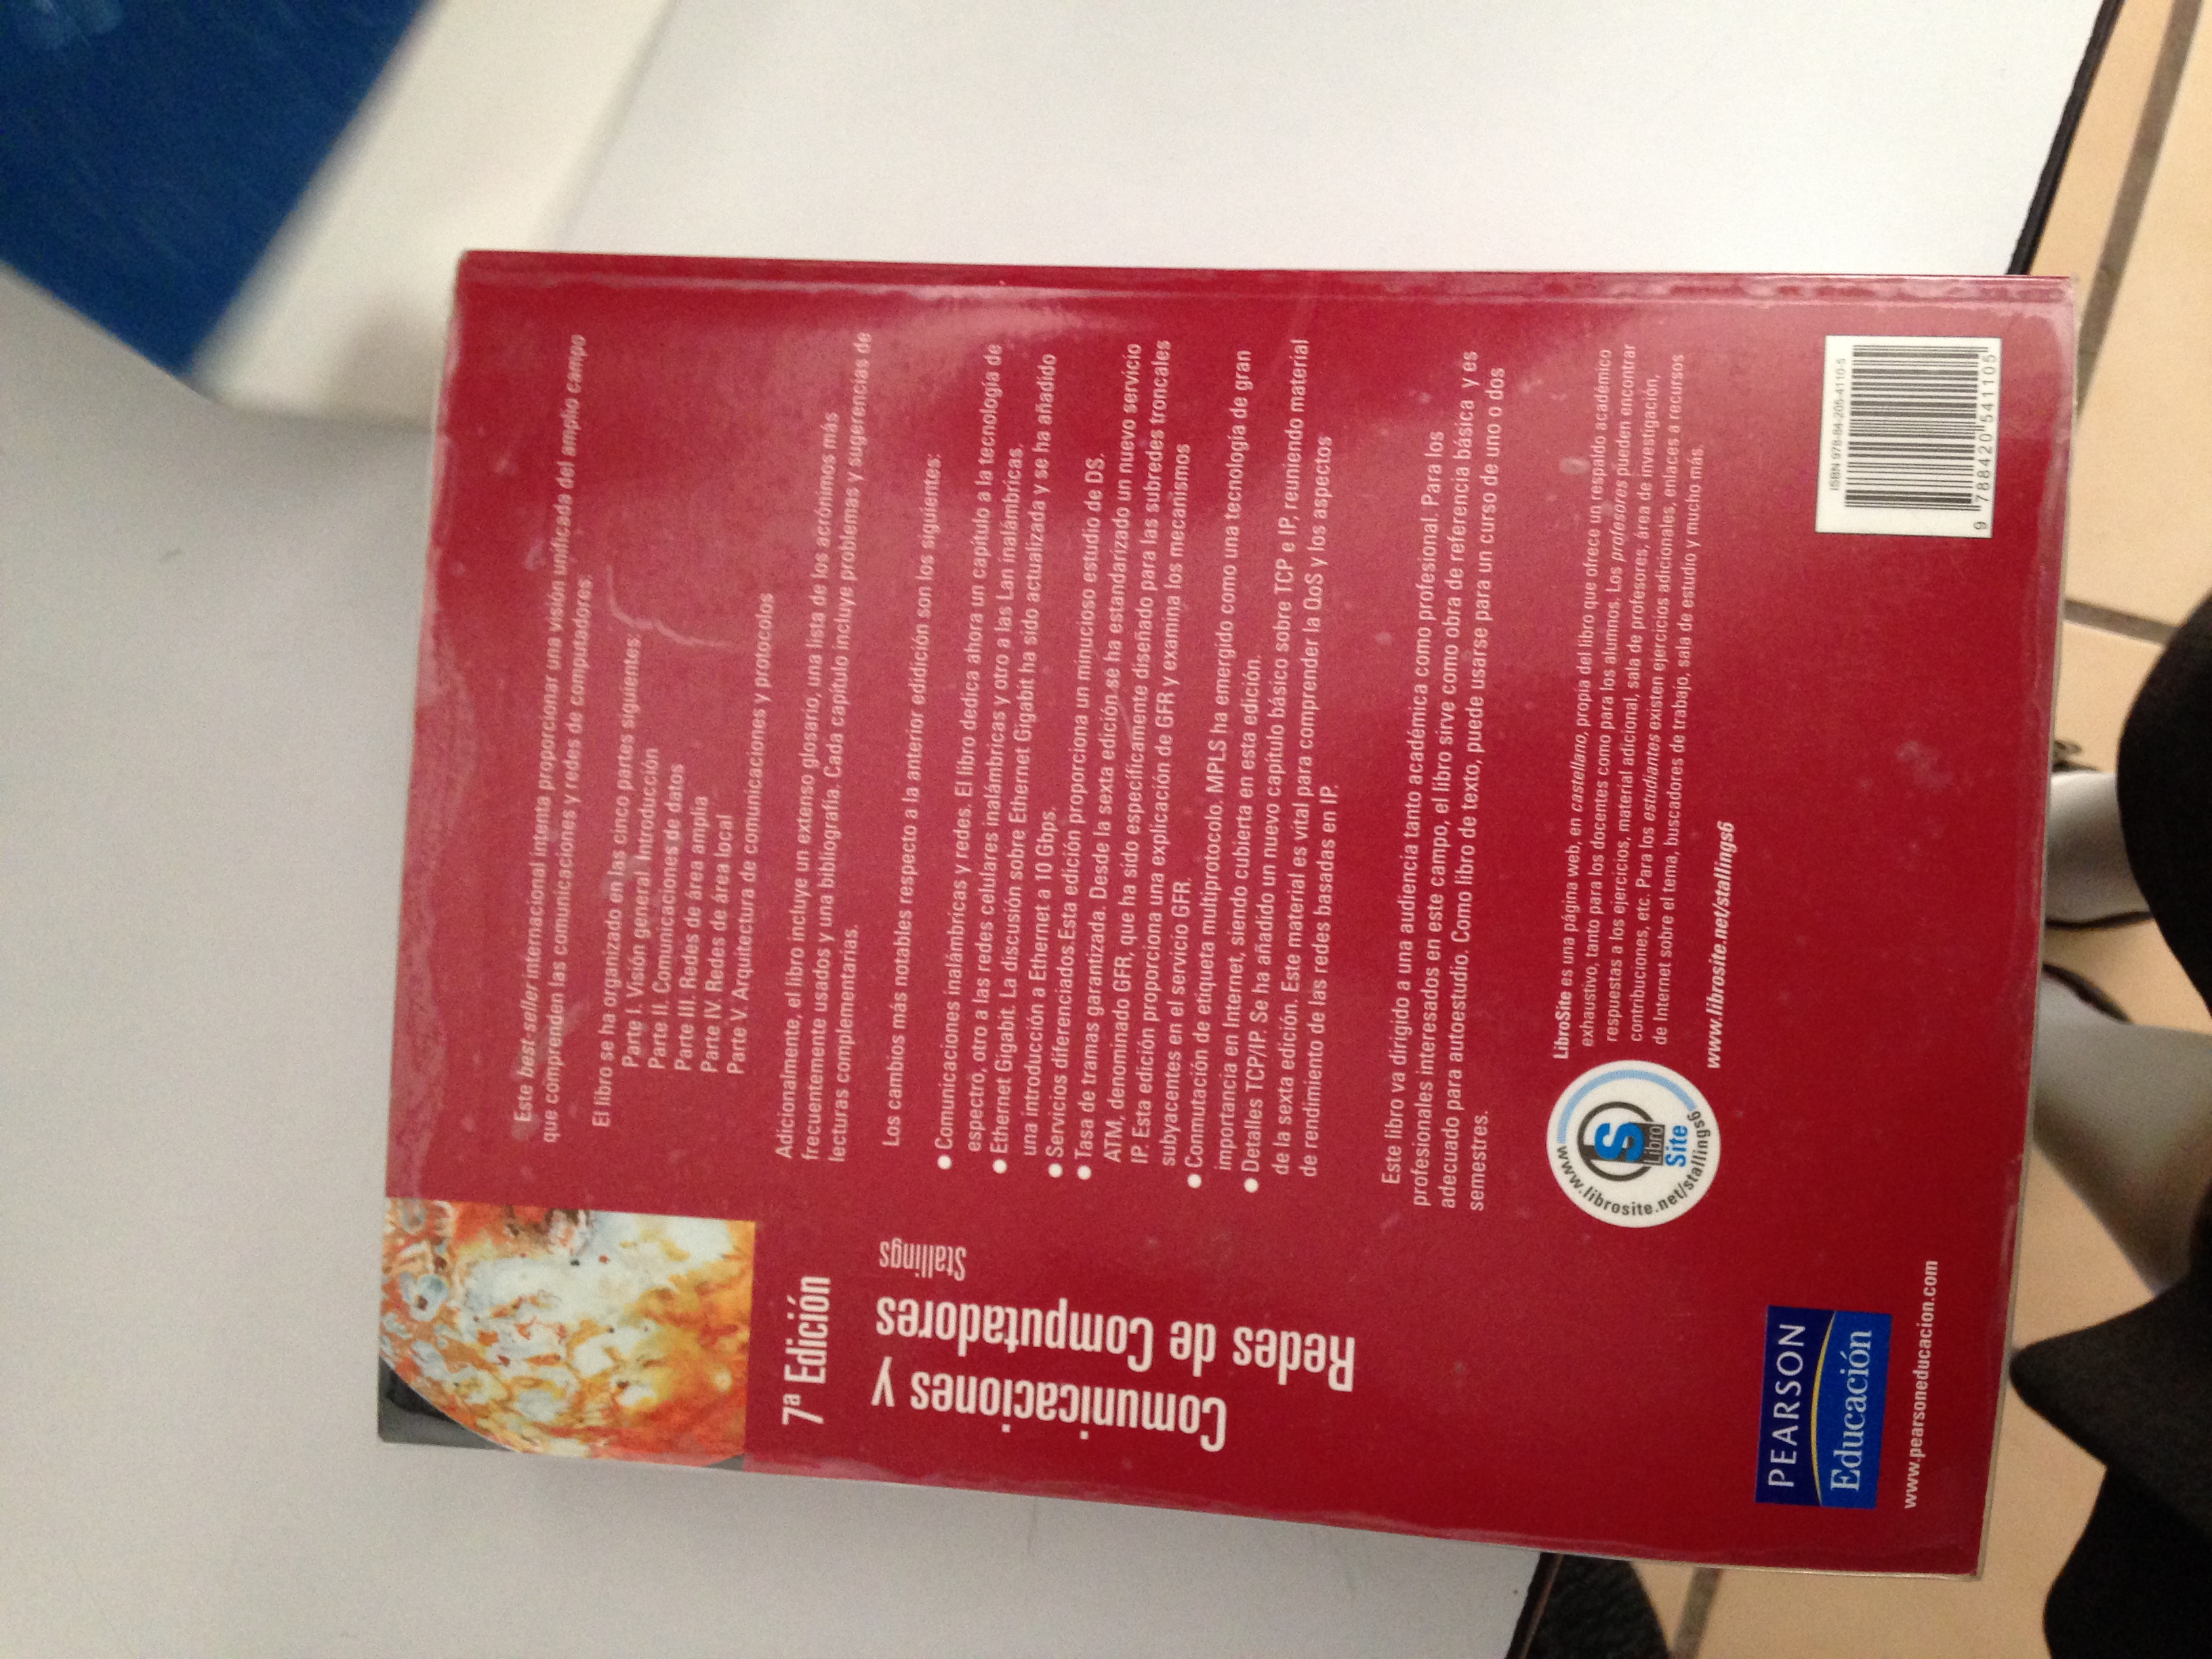 7ª Edición
Comunicaciones y
Redes de Computadores
Stallings
Este best-seller internacional intenta proporcionar una visión unificada del amplio campo
que comprenden las comunicaciones y redes de computadores.
El libro se ha organizado en las cinco partes siguientes:
Parte I. Visión general. Introducción
Parte II. Comunicaciones de datos
Parte III. Redes de área amplia
Parte IV. Redes de área local
Parte V. Arquitectura de comunicaciones y protocolos
Adicionalmente, el libro incluye un extenso glosario, una lista de los acrónimos más
frecuentemente usados y una bibliografía. Cada capítulo incluye problemas y sugerencias de
lecturas complementarias.
Los cambios más notables respecto a la anterior edidición son los siguientes:
● Comunicaciones inalámbricas y redes. El libro dedica ahora un capítulo a la tecnología de
espectro, otro a las redes celulares inalámbricas y otro a las Lan inalámbricas.
● Ethernet Gigabit. La discusión sobre Ethernet Gigabit ha sido actualizada y se ha añadido
una introducción a Ethernet a 10 Gbps.
● Servicios diferenciados.Esta edición proporciona un minucioso estudio de DS.
● Tasa de tramas garantizada. Desde la sexta edición se ha estandarizado un nuevo servicio
ATM, denominado GFR, que ha sido específicamente diseñado para las subredes troncales
IP. Esta edición proporciona una explicación de GFR y examina los mecanismos
subyacentes en el servicio GFR.
● Conmutación de etiqueta multiprotocolo. MPLS ha emergido como una tecnología de gran
importancia en Internet, siendo cubierta en esta edición.
● Detalles TCP/IP. Se ha añadido un nuevo capítulo básico sobre TCP e IP, reuniendo material
de la sexta edición. Este material es vital para comprender la QoS y los aspectos
de rendimiento de las redes basadas en IP.
Este libro va dirigido a una audiencia tanto académica como profesional. Para los
profesionales interesados en este campo, el libro sirve como obra de referencia básica y es
adecuado para autoestudio. Como libro de texto, puede usarse para un curso de uno o dos
semestres.
www.librosite.net/stallings6
S
Libro
Site
LibroSite es una página web, en castellano, propia del libro que ofrece un respaldo académico
exhaustivo, tanto para los docentes como para los alumnos. Los profesores pueden encontrar
respuestas a los ejercicios, material adicional, sala de profesores, área de investigación,
contribuciones, etc. Para los estudiantes existen ejercicios adicionales, enlaces a recursos
de Internet sobre el tema, buscadores de trabajo, sala de estudio y mucho más.
www.librosite.net/stallings6
PEARSON
Educación
www.pearsoneducacion.com
ISBN 978-84-205-4110-5
9 788420 541105